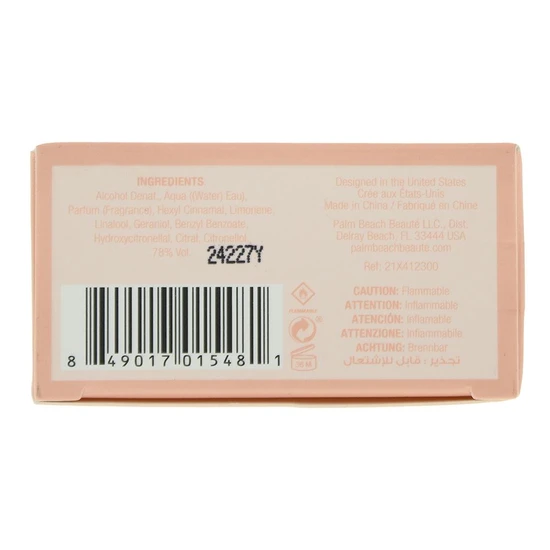 INGREDIENTS
Alcohol Denat., Aqua ((Water) Eau),
Parfum (Fragrance), Hexyl Cinnamal, Limonene,
Linalool, Geraniol, Benzyl Benzoate,
Hydroxycitronellal, Citral, Citronellol,
78% Vol.
24227Y
8 49017 01548 1
Designed in the United States
Créé aux États-Unis
Made in China / Fabriqué en Chine
Palm Beach Beauté LLC., Dist.
Delray Beach, FL 33444 USA
palmbeachbeaute.com
Ref: 21X412306
CAUTION: Flammable
ATTENTION: Inflammable
ATENCIÓN: Inflamable
ATTENZIONE: Infiammabile
ACHTUNG: Brennbar
تحذير: قابل للإشتعال